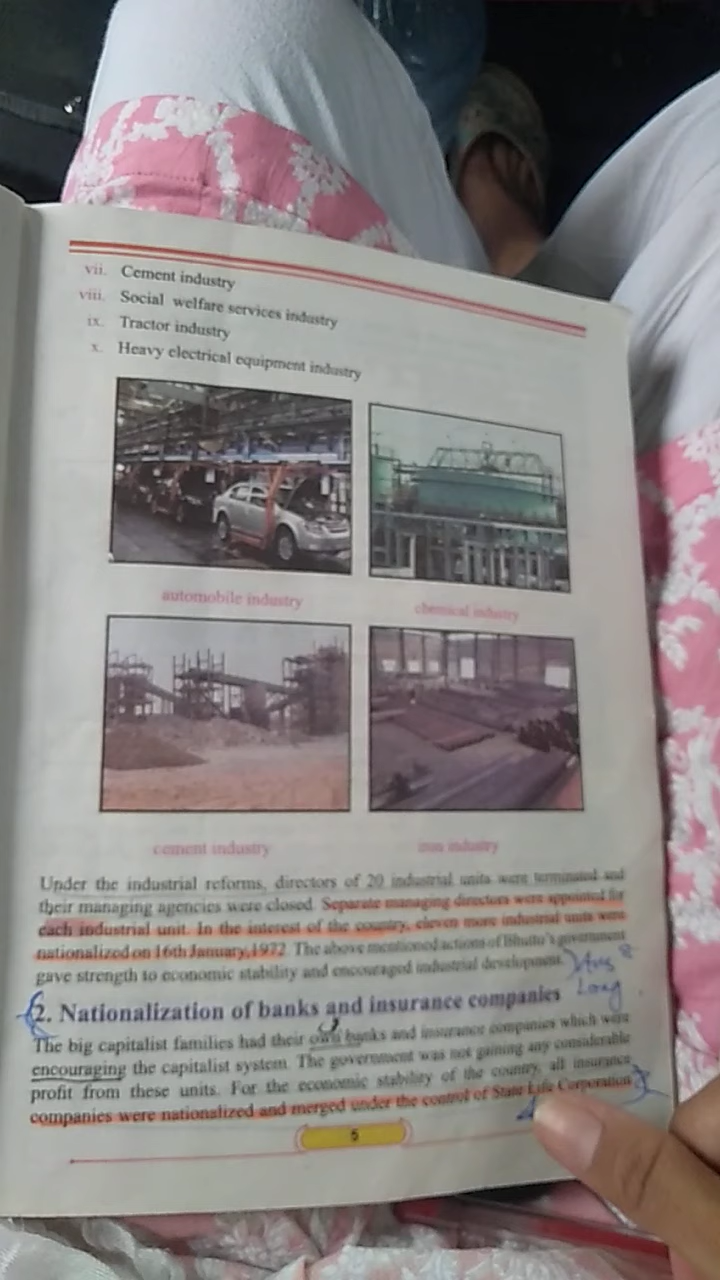 vii. Cement industry
viii. Social welfare services industry
ix. Tractor industry
x. Heavy electrical equipment industry
automobile industry
chemical industry
cement industry
iron industry
Under the industrial reforms, directors of 20 industrial units were terminated and
their managing agencies were closed. Separate managing directors were appointed for
each industrial unit. In the interest of the country, eleven more industrial units were
nationalized on 16th January,1972. The above mentioned actions of Bhutto's government
gave strength to economic stability and encouraged industrial development.
Long
2. Nationalization of banks and insurance companies
The big capitalist families had their own banks and insurance companies which were
encouraging the capitalist system. The government was not gaining any considerable
profit from these units. For the economic stability of the country, all insurance
companies were nationalized and merged under the control of State Life Corporation
5